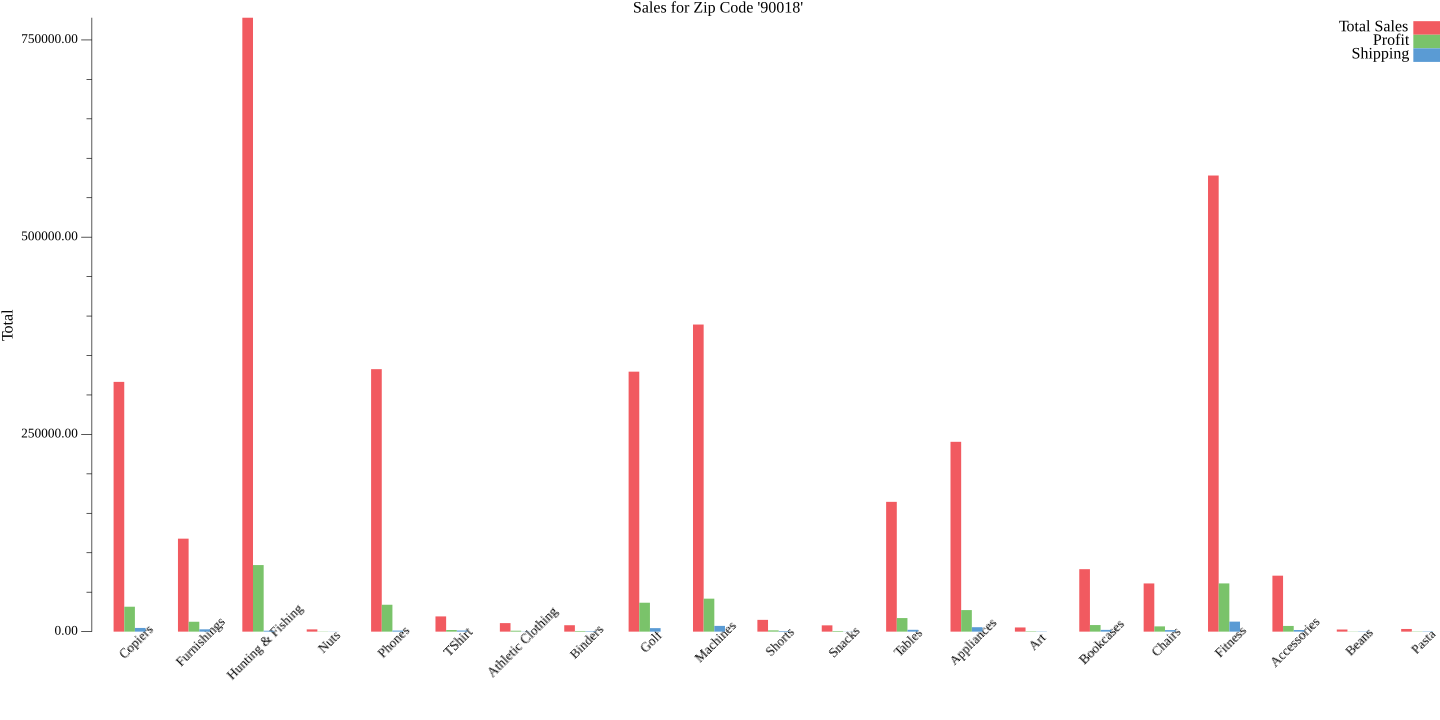 Sales for Zip Code '90018'
Total Sales
Profit
Shipping
Total
750000.00
500000.00
250000.00
0.00
Copiers
Furnishings
Hunting & Fishing
Nuts
Phones
TShirt
Athletic Clothing
Binders
Golf
Machines
Shorts
Snacks
Tables
Appliances
Art
Bookcases
Chairs
Fitness
Accessories
Beans
Pasta